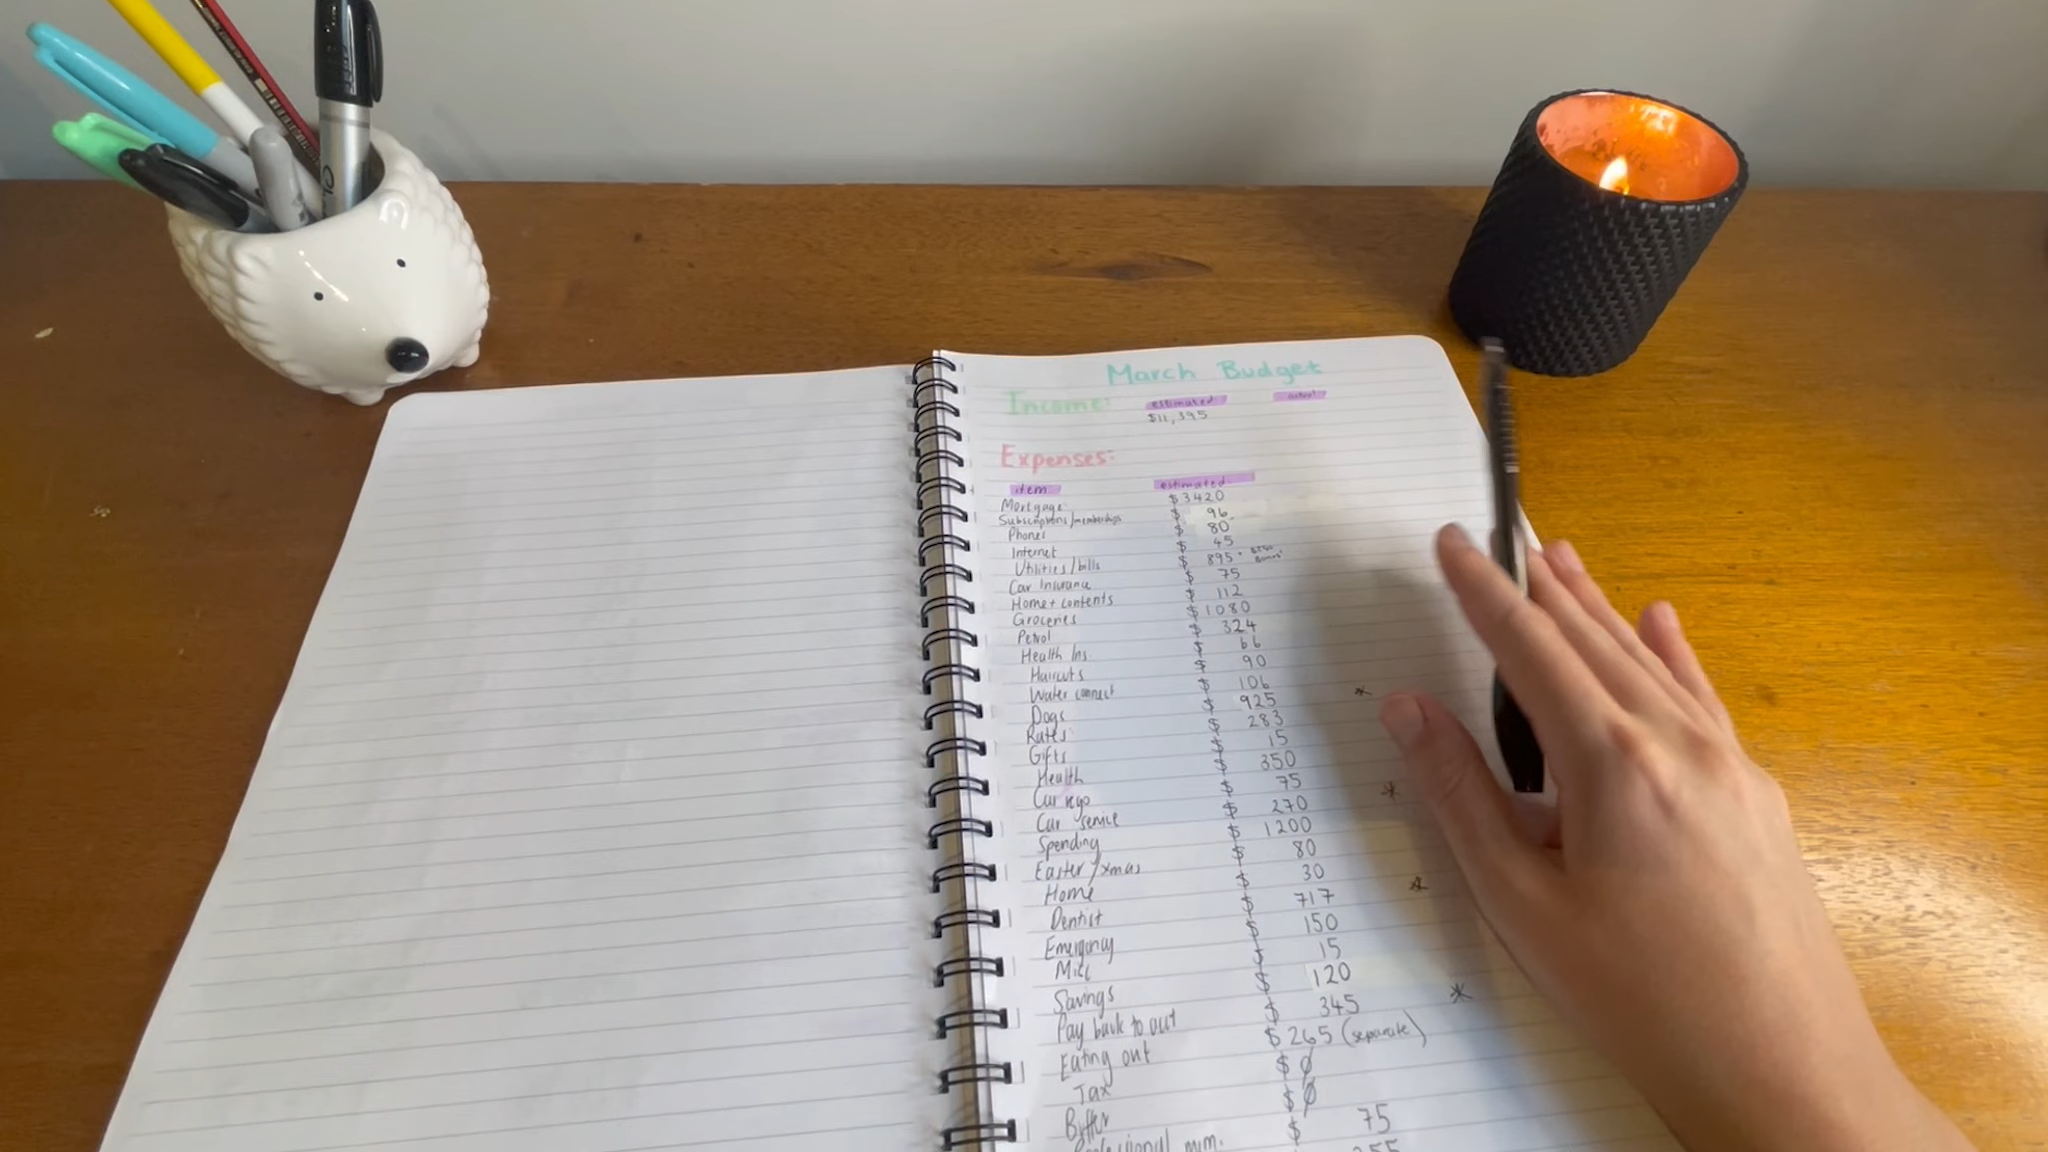 March Budget
Income: estimated actual
$11,395
Expenses:
item estimated
Mortgage $3420
Subscriptions/memberships $ 96
Phones $ 80
Internet $ 45
Utilities/bills $ 895
Car Insurance $ 75
Home + contents $ 112
Groceries $1080
Petrol $ 324
Health Ins $ 66
Haircuts $ 90
Water connect $ 106
Dogs $ 925 *
Rates $ 283
Gifts $ 15
Health $ 350
Car rego $ 75
Car service $ 270 *
Spending $ 1200
Easter/xmas $ 80
Home $ 30
Dentist $ 717 *
Emergency $ 150
Misc $ 15
Savings $ 120
Pay back to $ 345 *
Eating out $265 (separate)
Tax $ 0
Buffer $ 0
Professional mem. $ 75